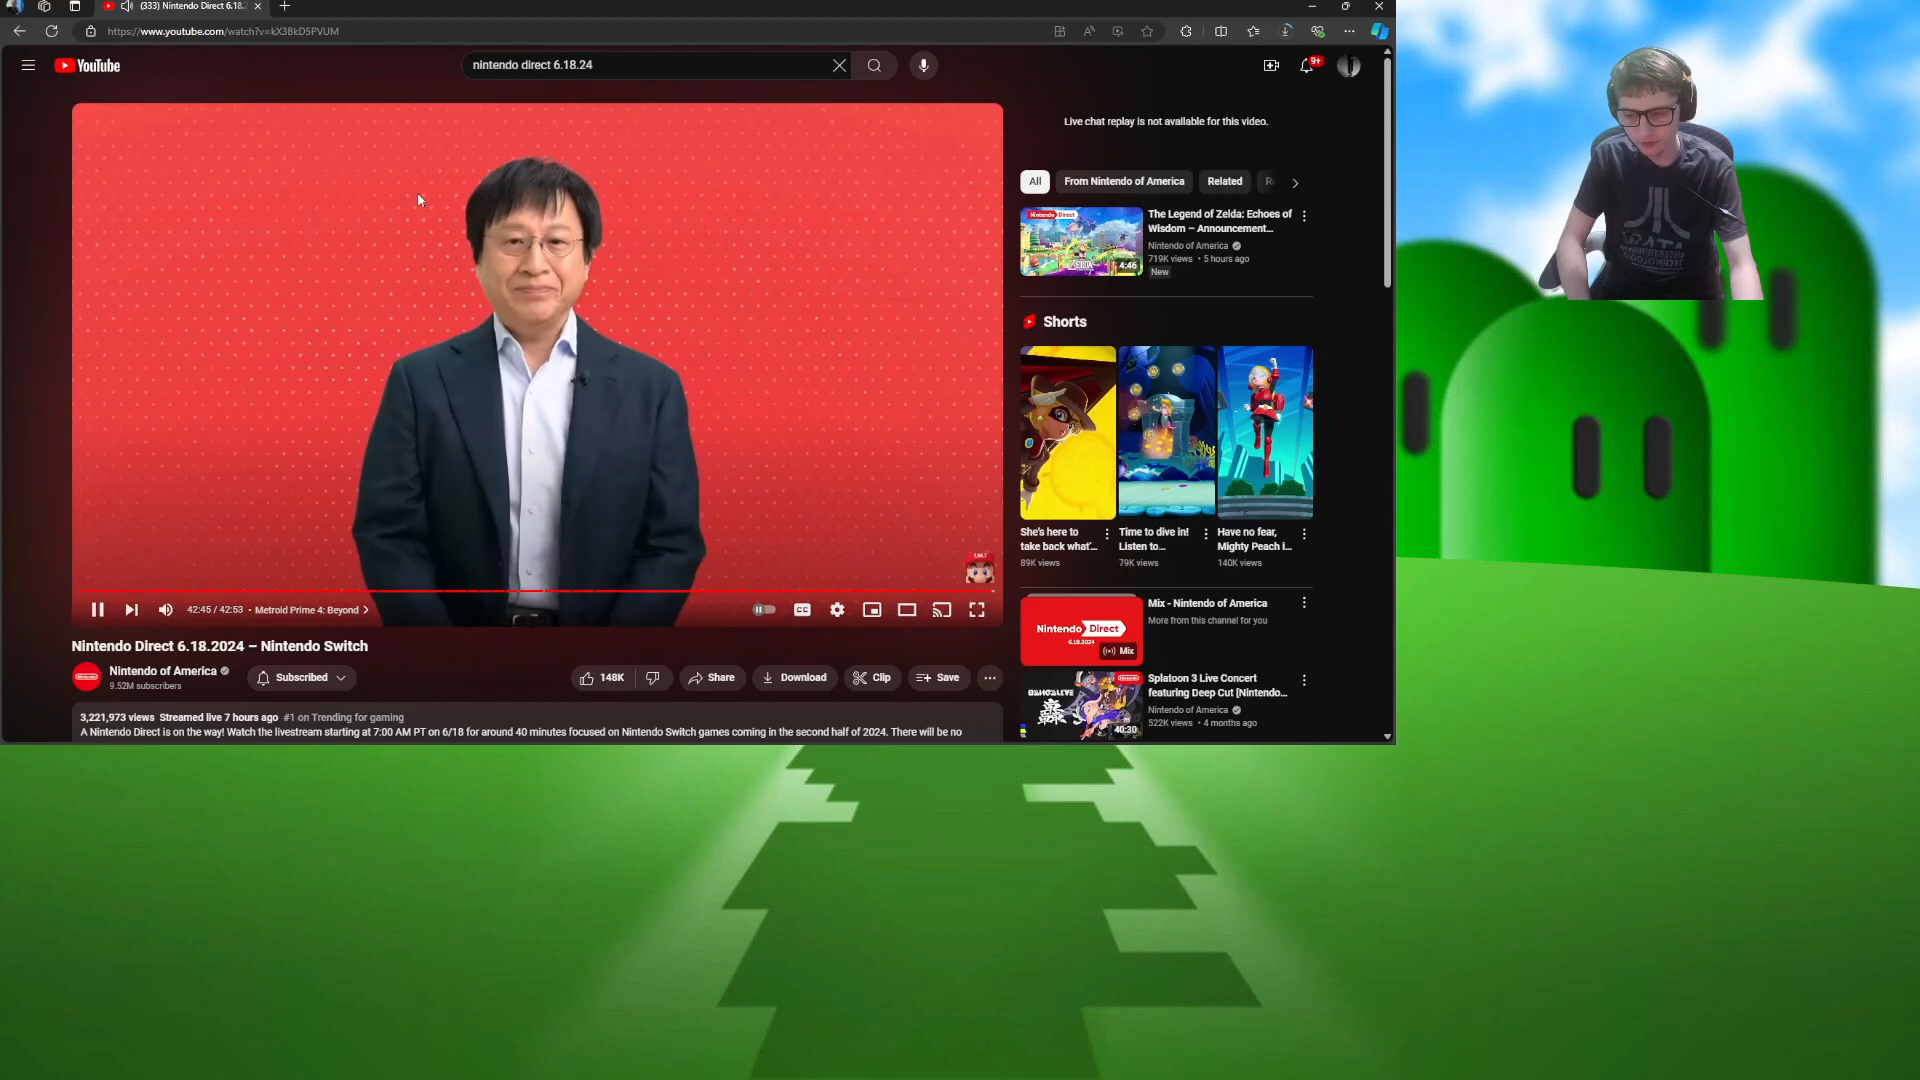 (333) Nintendo Direct 6.18.2
https://www.youtube.com/watch?v=kX3BkD5PVUM
YouTube
nintendo direct 6.18.24
9+
Live chat replay is not available for this video.
All
From Nintendo of America
Related
Nintendo Direct
4:46
The Legend of Zelda: Echoes of
Wisdom – Announcement...
Nintendo of America
719K views • 5 hours ago
New
Shorts
She's here to
take back what'...
89K views
Time to dive in!
Listen to...
79K views
Have no fear,
Mighty Peach i...
140K views
42:45 / 42:53 • Metroid Prime 4: Beyond
CC
Nintendo Direct
6.18.2024
Mix
Mix - Nintendo of America
More from this channel for you
Nintendo Direct 6.18.2024 – Nintendo Switch
Nintendo
Nintendo of America
9.52M subscribers
Subscribed
148K
Share
Download
Clip
Save
40:30
Splatoon 3 Live Concert
featuring Deep Cut [Nintendo...
Nintendo of America
522K views • 4 months ago
3,221,973 views Streamed live 7 hours ago #1 on Trending for gaming
A Nintendo Direct is on the way! Watch the livestream starting at 7:00 AM PT on 6/18 for around 40 minutes focused on Nintendo Switch games coming in the second half of 2024. There will be no